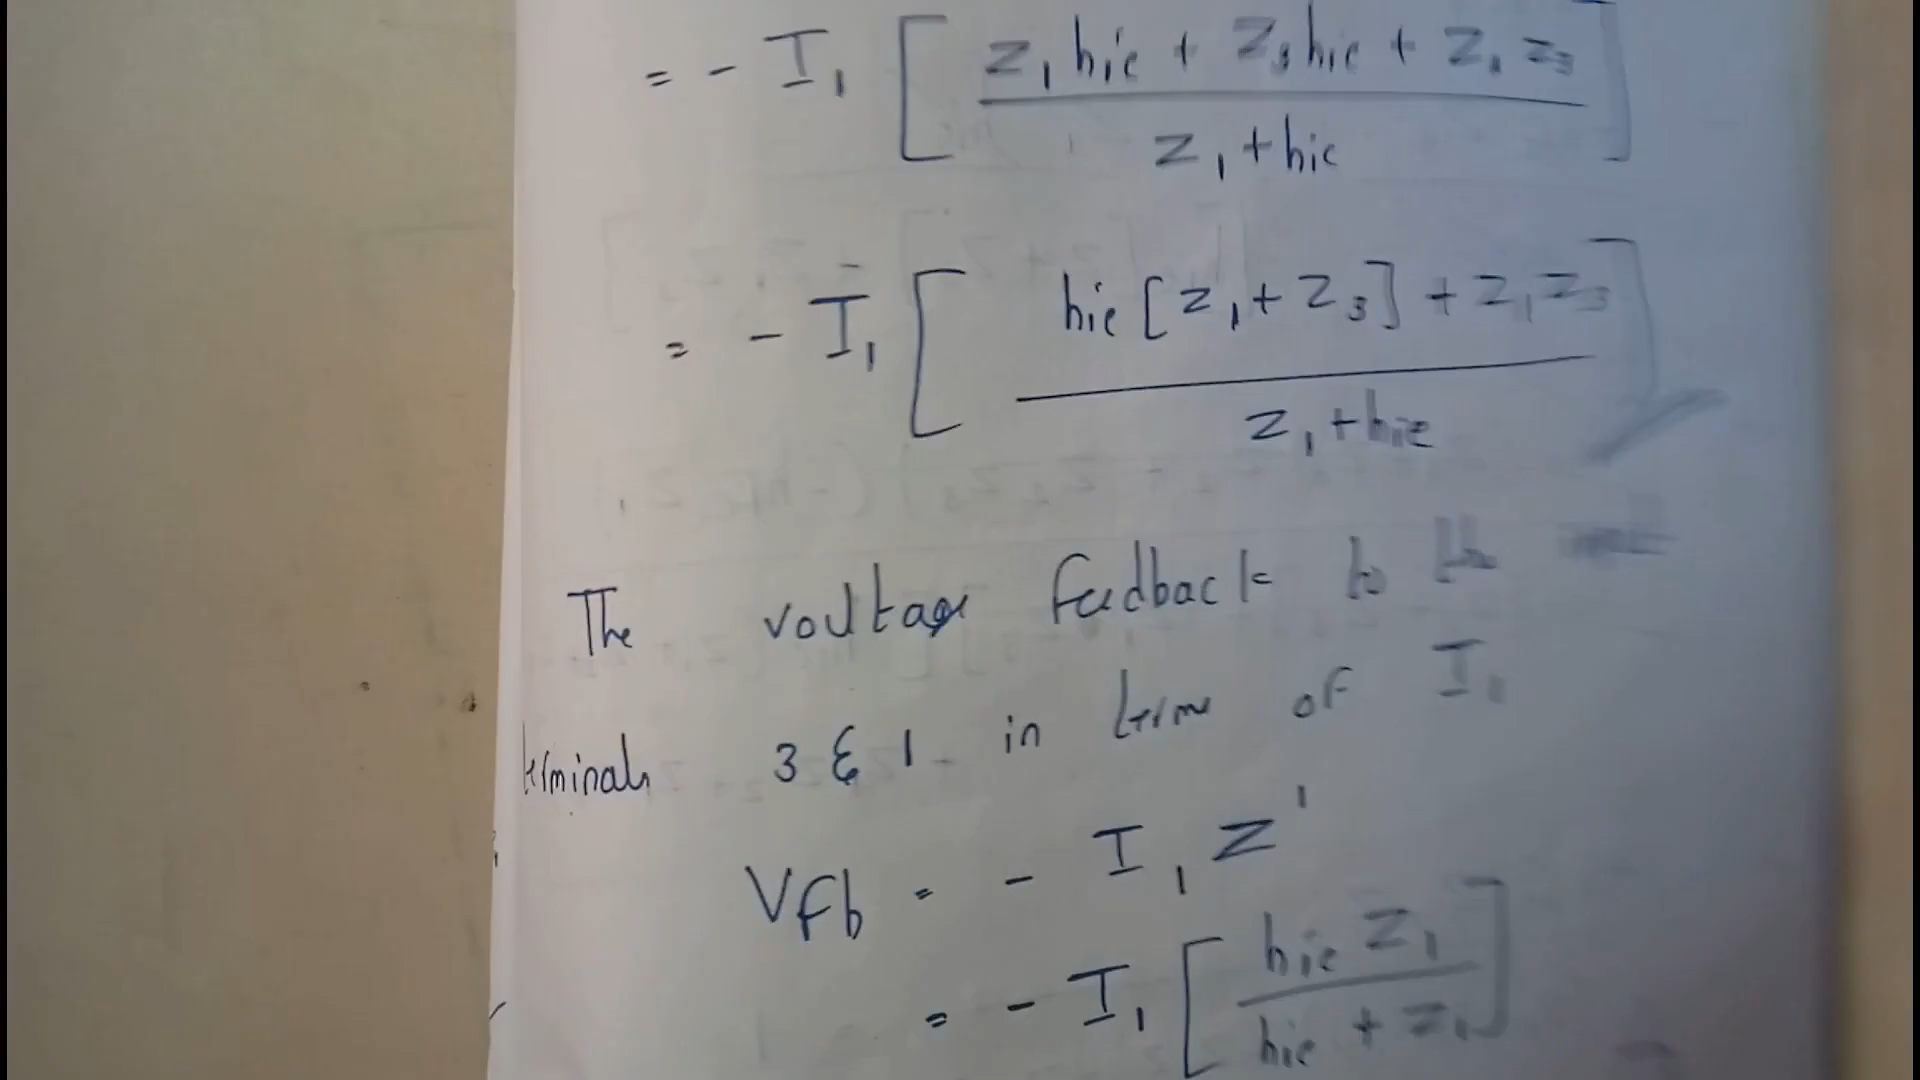 = - I₁ [ z₁ hie + z₃ hie + z₁ z₃ / z₁ + hie ]
= - I₁ [ hie [z₁ + z₃] + z₁ z₃ / z₁ + hie ]
The voultage feedback to the
terminals 3 & 1 in terms of I₁
Vfb = - I₁ z'
= - I₁ [ hie z₁ / hie + z₁ ]